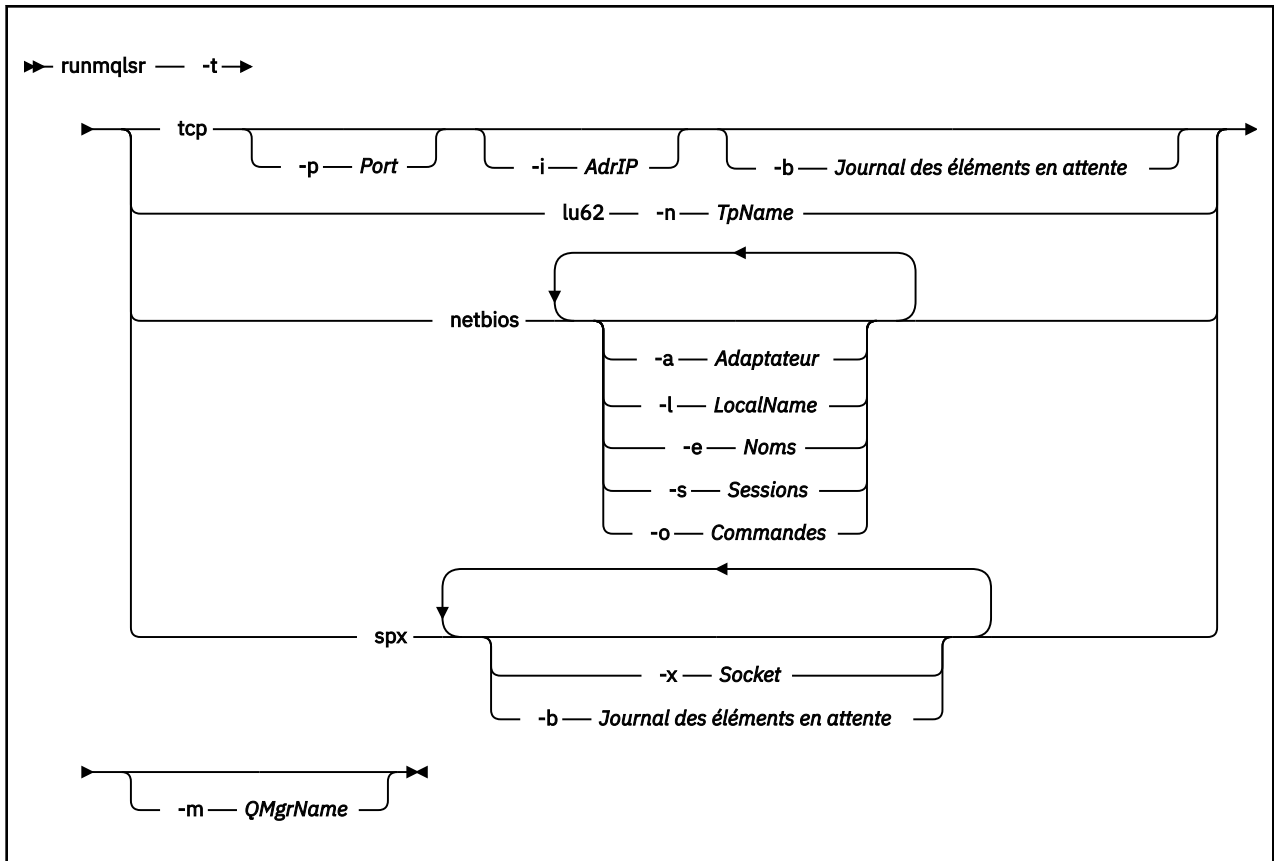 runmqlsr -t
tcp
-p Port -i AdrIP -b Journal des éléments en attente
lu62 -n TpName
netbios
-a Adaptateur
-l LocalName
-e Noms
-s Sessions
-o Commandes
spx
-x Socket
-b Journal des éléments en attente
-m QMgrName